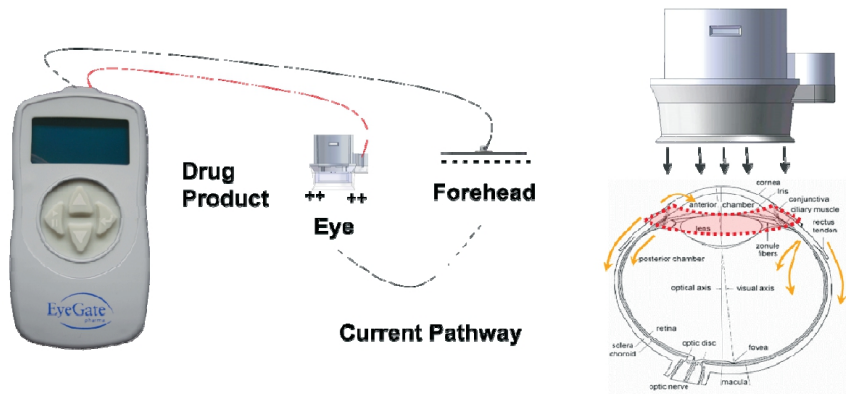 Drug
Product
++ ++
Eye
Forehead
Current Pathway
EyeGate
pharma
cornea
iris
anterior chamber
conjunctiva
ciliary muscle
rectus
tendon
lens
zonule
fibers
posterior chamber
optical axis
visual axis
retina
sclera
choroid
optic disc
fovea
optic nerve
macula